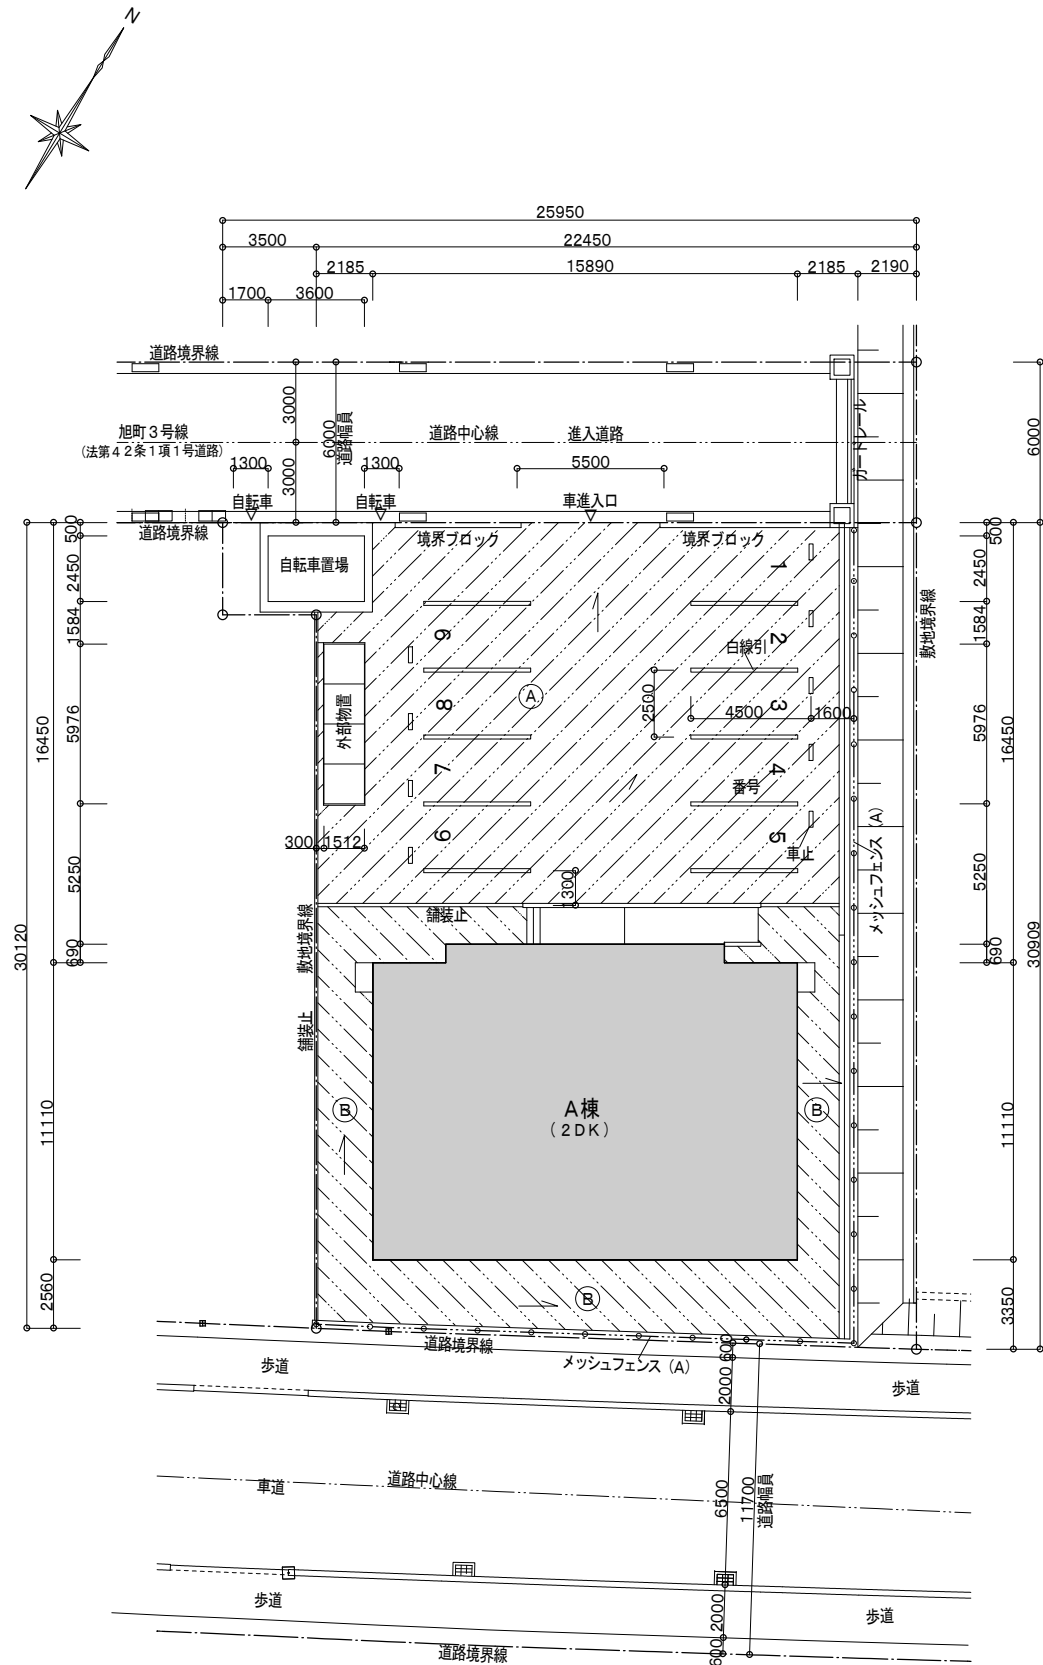 N
25950
3500
22450
2185
15890
2185
2190
1700
3600
道路境界線
3000
6000
道路幅員
ガードレール
6000
旭町3号線
(法第42条1項1号道路)
道路中心線
進入道路
3000
1300
1300
5500
自転車
自転車
車進入口
道路境界線
境界ブロック
境界ブロック
500
500
自転車置場
1
2450
2450
1584
1584
敷地境界線
6
2
白線引
A
2500
外部物置
8
3
4500
1600
5976
5976
16450
16450
7
4
番号
300
1512
9
5
車止
メッシュフェンス(A)
5250
5250
1300
舗装止
敷地境界線
30120
690
690
30909
舗装止
A棟
(2DK)
B
B
11110
11110
B
2560
3350
道路境界線
メッシュフェンス(A)
600
歩道
2000
歩道
車道
道路中心線
6500
11700
道路幅員
歩道
2000
歩道
600
道路境界線